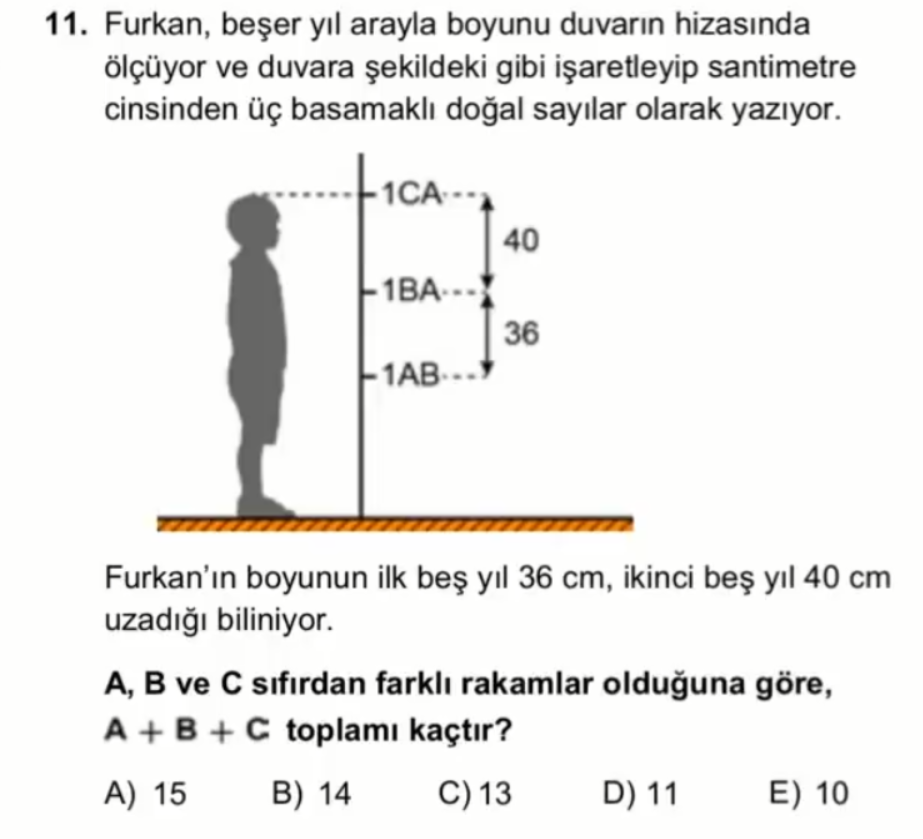 11. Furkan, beşer yıl arayla boyunu duvarın hizasında
ölçüyor ve duvara şekildeki gibi işaretleyip santimetre
cinsinden üç basamaklı doğal sayılar olarak yazıyor.
1CA
40
1BA
36
1AB
Furkan'ın boyunun ilk beş yıl 36 cm, ikinci beş yıl 40 cm
uzadığı biliniyor.
A, B ve C sıfırdan farklı rakamlar olduğuna göre,
A + B + C toplamı kaçtır?
A) 15 B) 14 C) 13 D) 11 E) 10